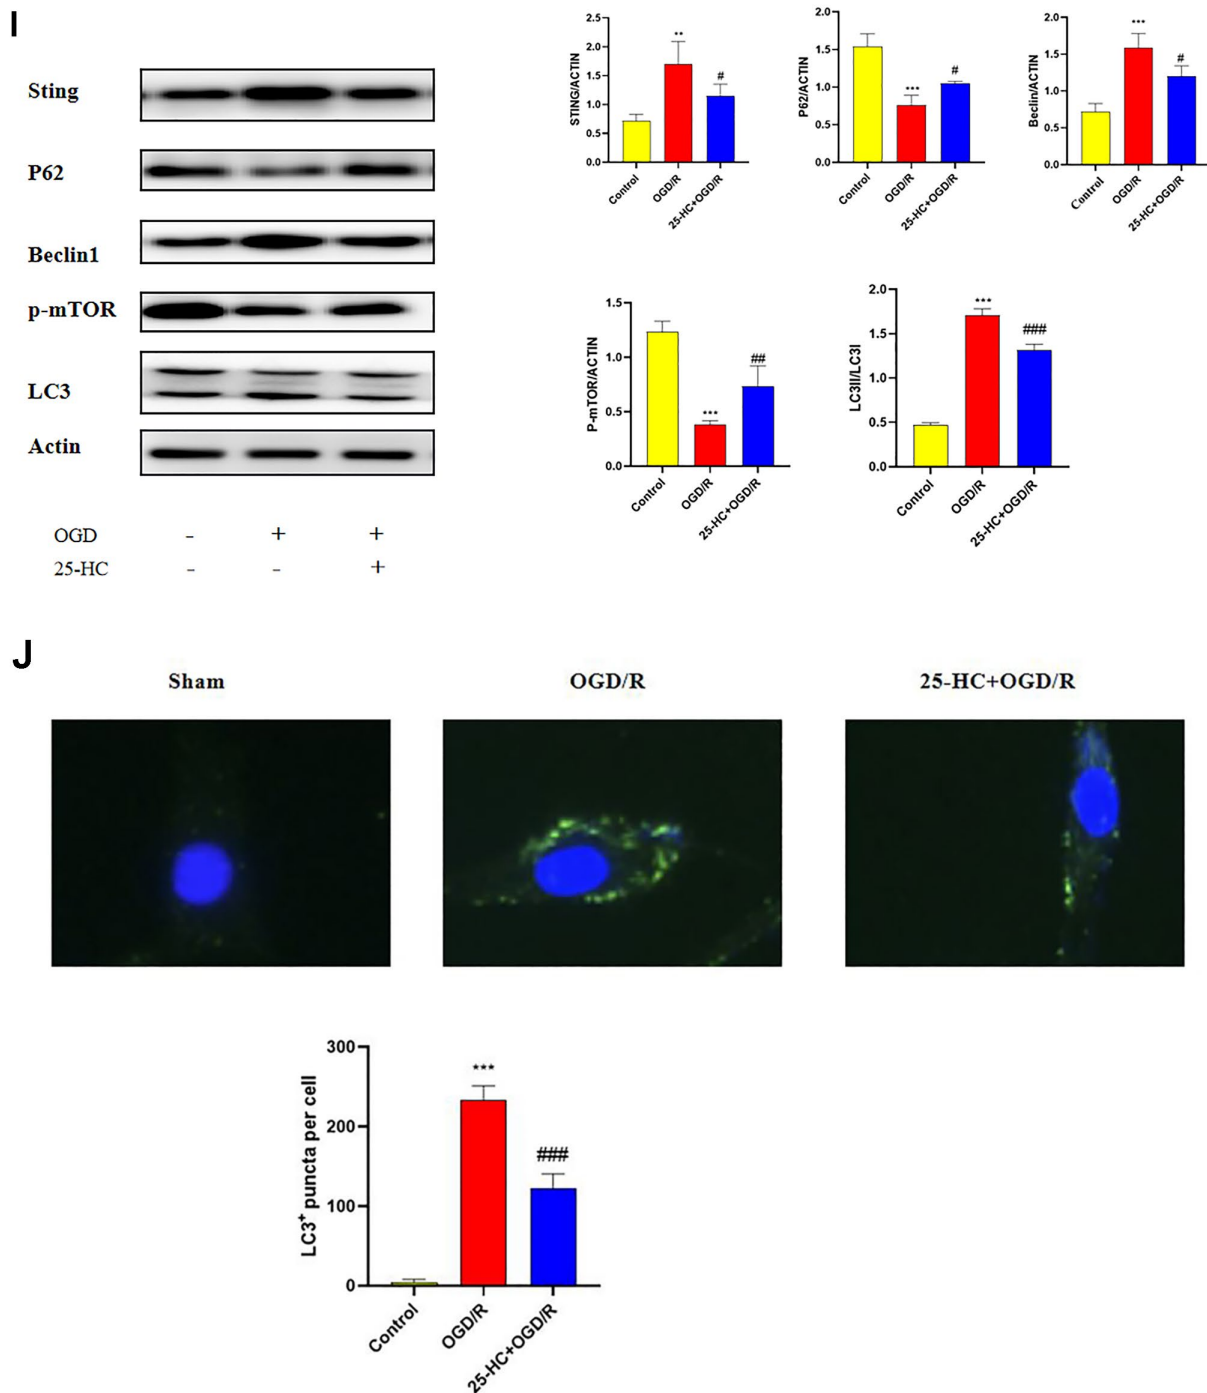 I
Sting
P62
Beclin1
p-mTOR
LC3
Actin
OGD - + +
25-HC - - +
STING/ACTIN
2.5
2.0
1.5
1.0
0.5
0.0
**
#
Control
OGD/R
25-HC+OGD/R
P62/ACTIN
2.0
1.5
1.0
0.5
0.0
***
#
Control
OGD/R
25-HC+OGD/R
Beclin/ACTIN
2.0
1.5
1.0
0.5
0.0
***
#
Control
OGD/R
25-HC+OGD/R
P-mTOR/ACTIN
1.5
1.0
0.5
0.0
***
##
Control
OGD/R
25-HC+OGD/R
LC3II/LC3I
2.0
1.5
1.0
0.5
0.0
***
###
Control
OGD/R
25-HC+OGD/R
J
Sham
OGD/R
25-HC+OGD/R
LC3+ puncta per cell
300
200
100
0
***
###
Control
OGD/R
25-HC+OGD/R